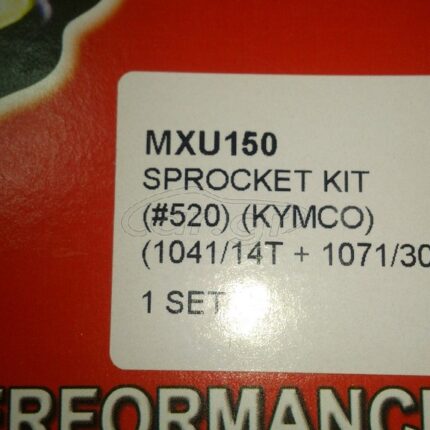 MXU150
SPROCKET KIT
(#520) (KYMCO)
(1041/14T + 1071/30
1 SET
ERFORMANC